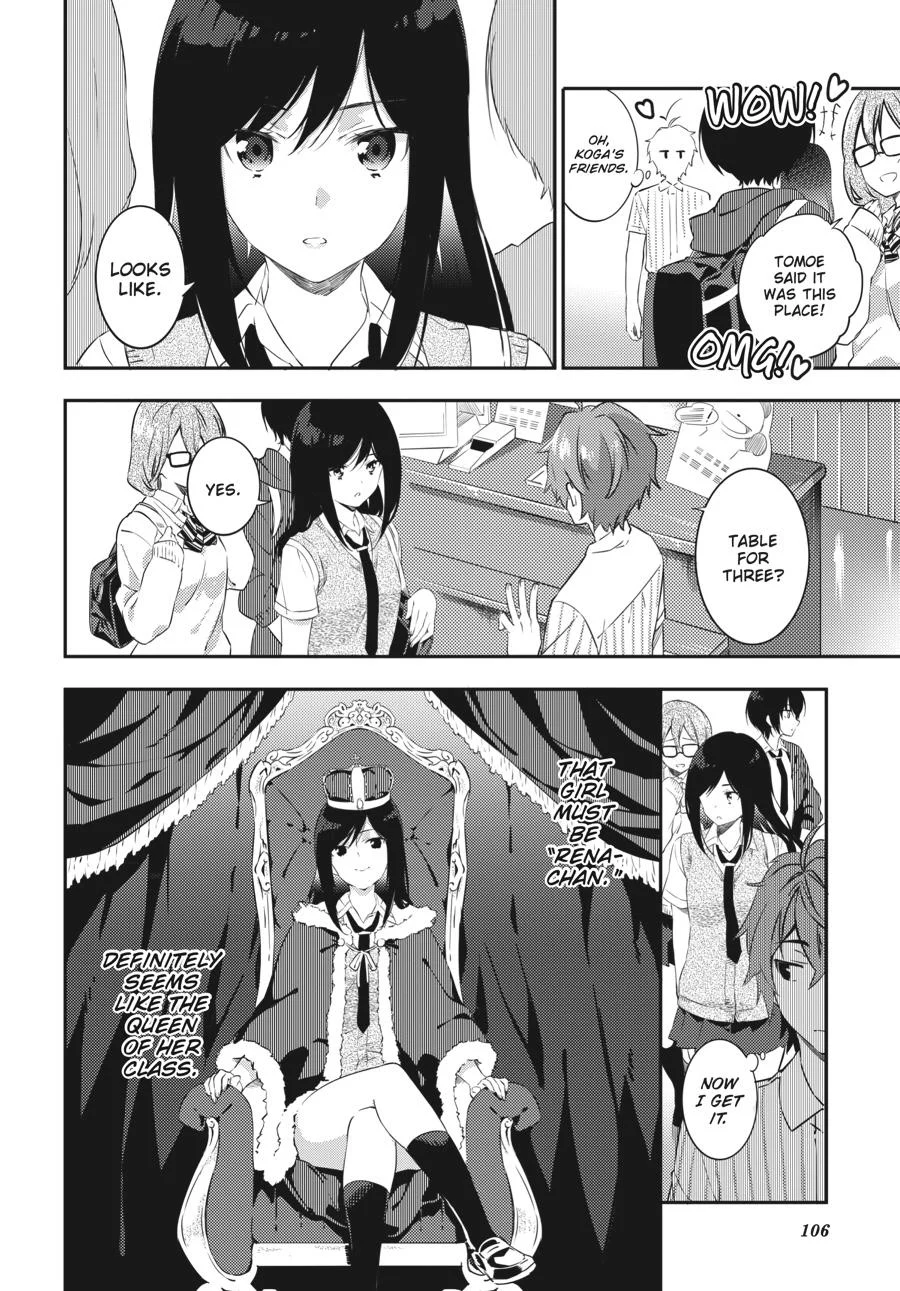 WOW!
OH,
KOGA'S
FRIENDS.
TOMOE
SAID IT
WAS THIS
PLACE!
OMG!
LOOKS
LIKE.
TABLE
FOR
THREE?
YES.
NOW
I GET
IT.
THAT
GIRL
MUST
BE
"RENA-
CHAN."
DEFINITELY
SEEMS
LIKE THE
QUEEN
OF HER
CLASS.
106